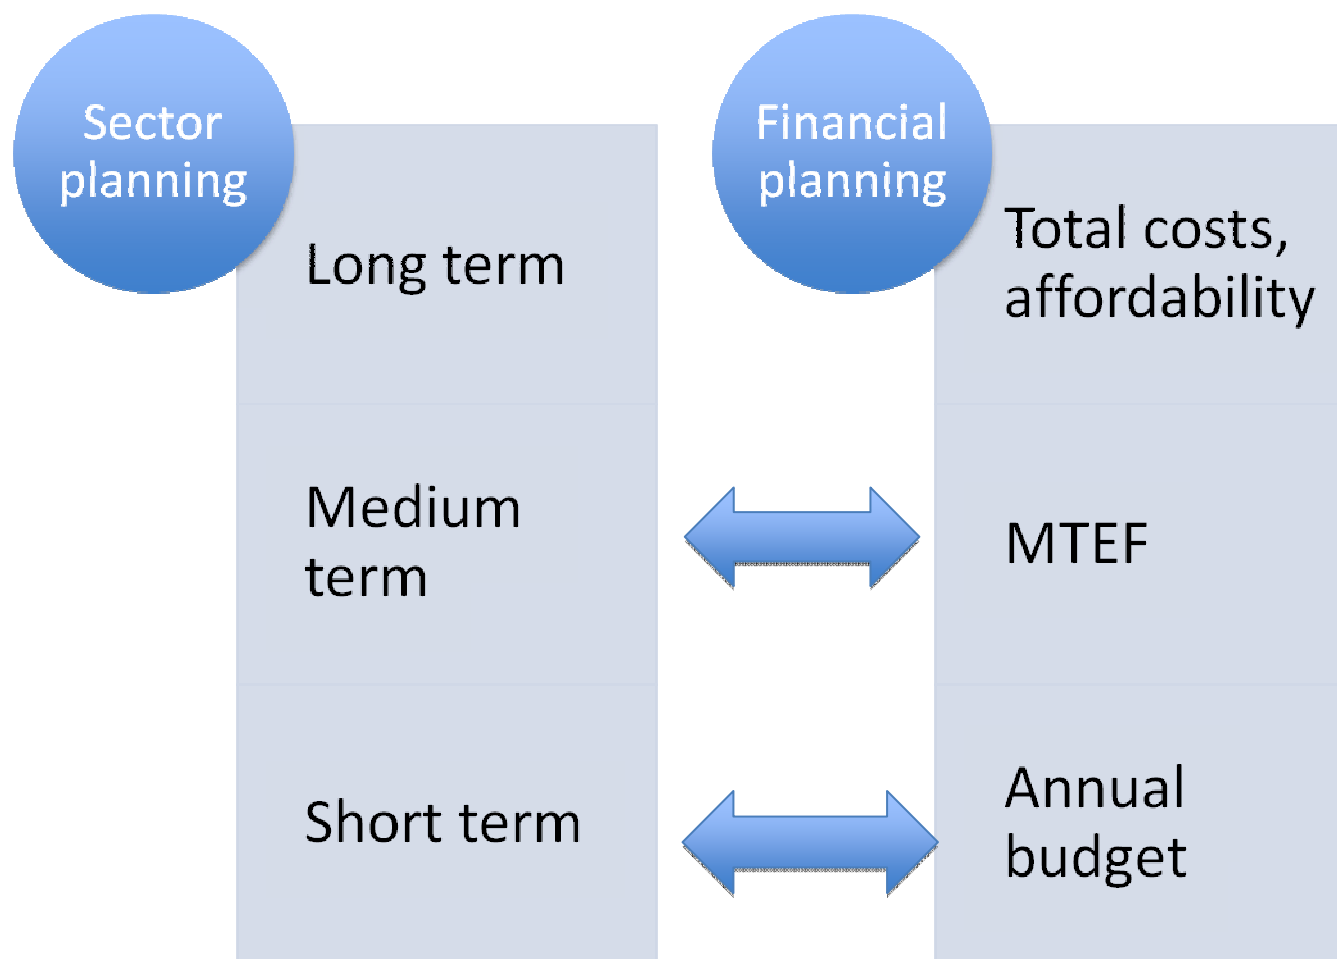 Sector
planning
Long term
Medium
term
Short term
Financial
planning
Total costs,
affordability
MTEF
Annual
budget